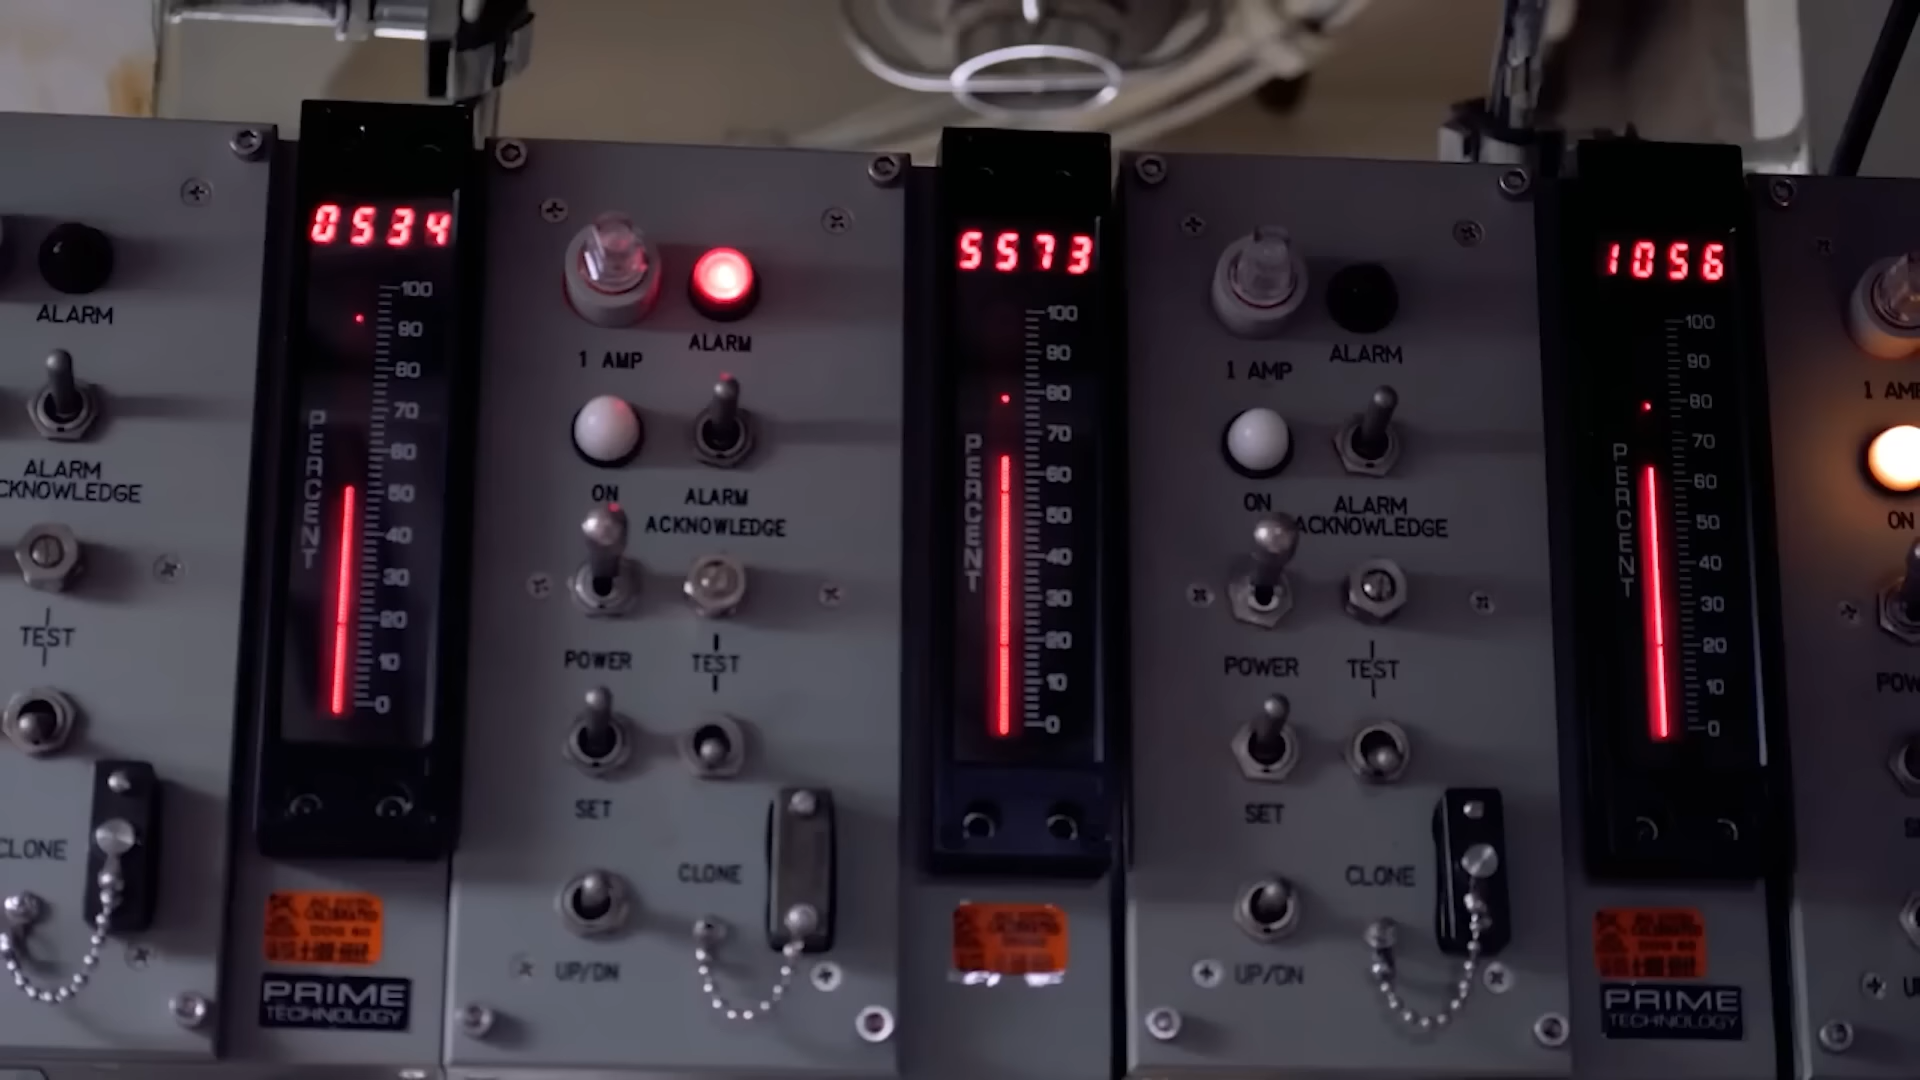 ALARM
ALARM
CKNOWLEDGE
TEST
CLONE
0534
100
90
80
70
60
50
40
30
20
10
0
PERCENT
CALIBRATED
PRIME
TECHNOLOGY
1 AMP
ALARM
ON
ALARM
ACKNOWLEDGE
POWER
TEST
SET
CLONE
UP/DN
5573
100
90
80
70
60
50
40
30
20
10
0
PERCENT
1 AMP
ALARM
ON
ALARM
ACKNOWLEDGE
POWER
TEST
SET
CLONE
UP/DN
1056
100
90
80
70
60
50
40
30
20
10
0
PERCENT
PRIME
TECHNOLOGY
1 AMP
ON
POW